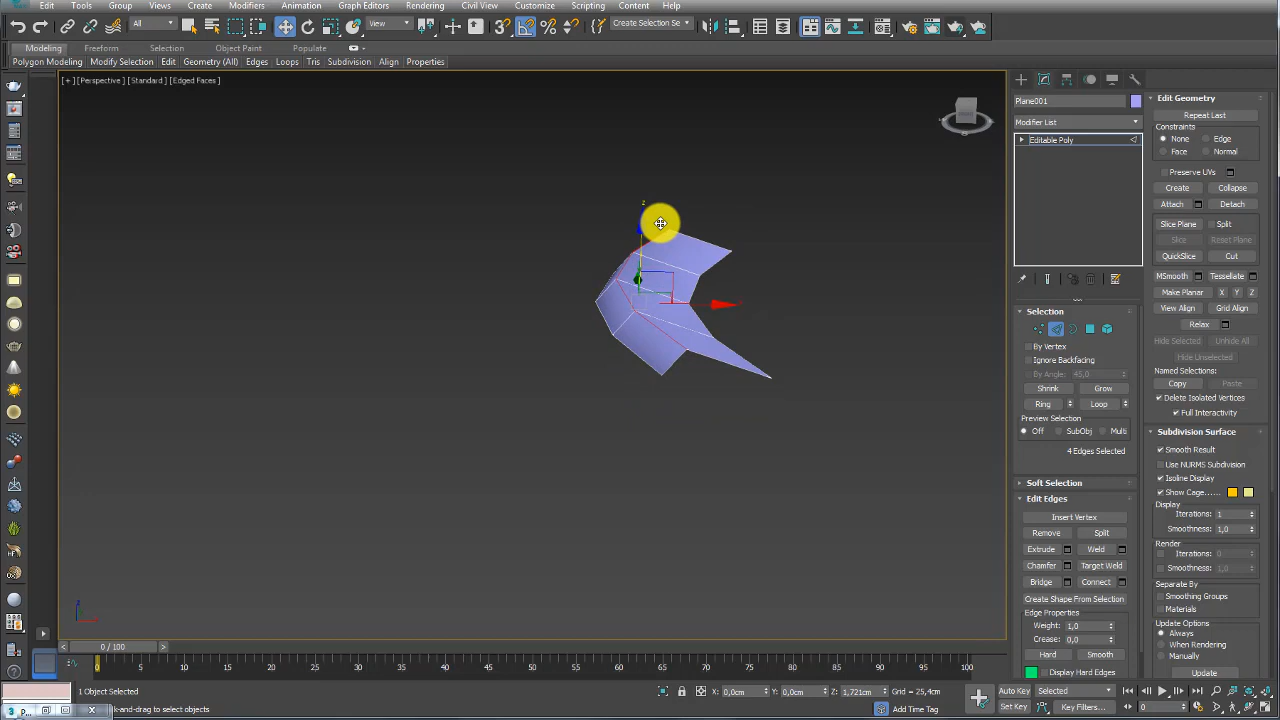 Edit Tools Group Views Create Modifiers Animation Graph Editors Rendering Civil View Customize Scripting Content Help
All View Create Selection Se
Modeling Freeform Selection Object Paint Populate
Polygon Modeling Modify Selection Edit Geometry (All) Edges Loops Tris Subdivision Align Properties
[+] [Perspective] [Standard] [Edged Faces]
z
Plane001
Modifier List
Editable Poly
Selection
By Vertex
Ignore Backfacing
By Angle: 45,0
Shrink Grow
Ring Loop
Preview Selection
Off SubObj Multi
4 Edges Selected
Soft Selection
Edit Edges
Insert Vertex
Remove Split
Extrude Weld
Chamfer Target Weld
Bridge Connect
Create Shape From Selection
Edge Properties
Weight: 1,0
Crease: 0,0
Hard Smooth
Display Hard Edges
Edit Geometry
Repeat Last
Constraints
None Edge
Face Normal
Preserve UVs
Create Collapse
Attach Detach
Slice Plane Split
Slice Reset Plane
QuickSlice Cut
MSmooth Tessellate
Make Planar X Y Z
View Align Grid Align
Relax
Hide Selected Unhide All
Hide Unselected
Named Selections:
Copy Paste
Delete Isolated Vertices
Full Interactivity
Subdivision Surface
Smooth Result
Use NURMS Subdivision
Isoline Display
Show Cage......
Display
Iterations: 1
Smoothness: 1,0
Render
Iterations: 0
Smoothness: 1,0
Separate By
Smoothing Groups
Materials
Update Options
Always
When Rendering
Manually
Update
< 0 / 100 >
0 5 10 15 20 25 30 35 40 45 50 55 60 65 70 75 80 85 90 95 100
1 Object Selected X: 0,0cm Y: 0,0cm Z: 1,721cm Grid = 25,4cm Auto Key Selected
3 p... k-and-drag to select objects Add Time Tag Set Key Key Filters... 0